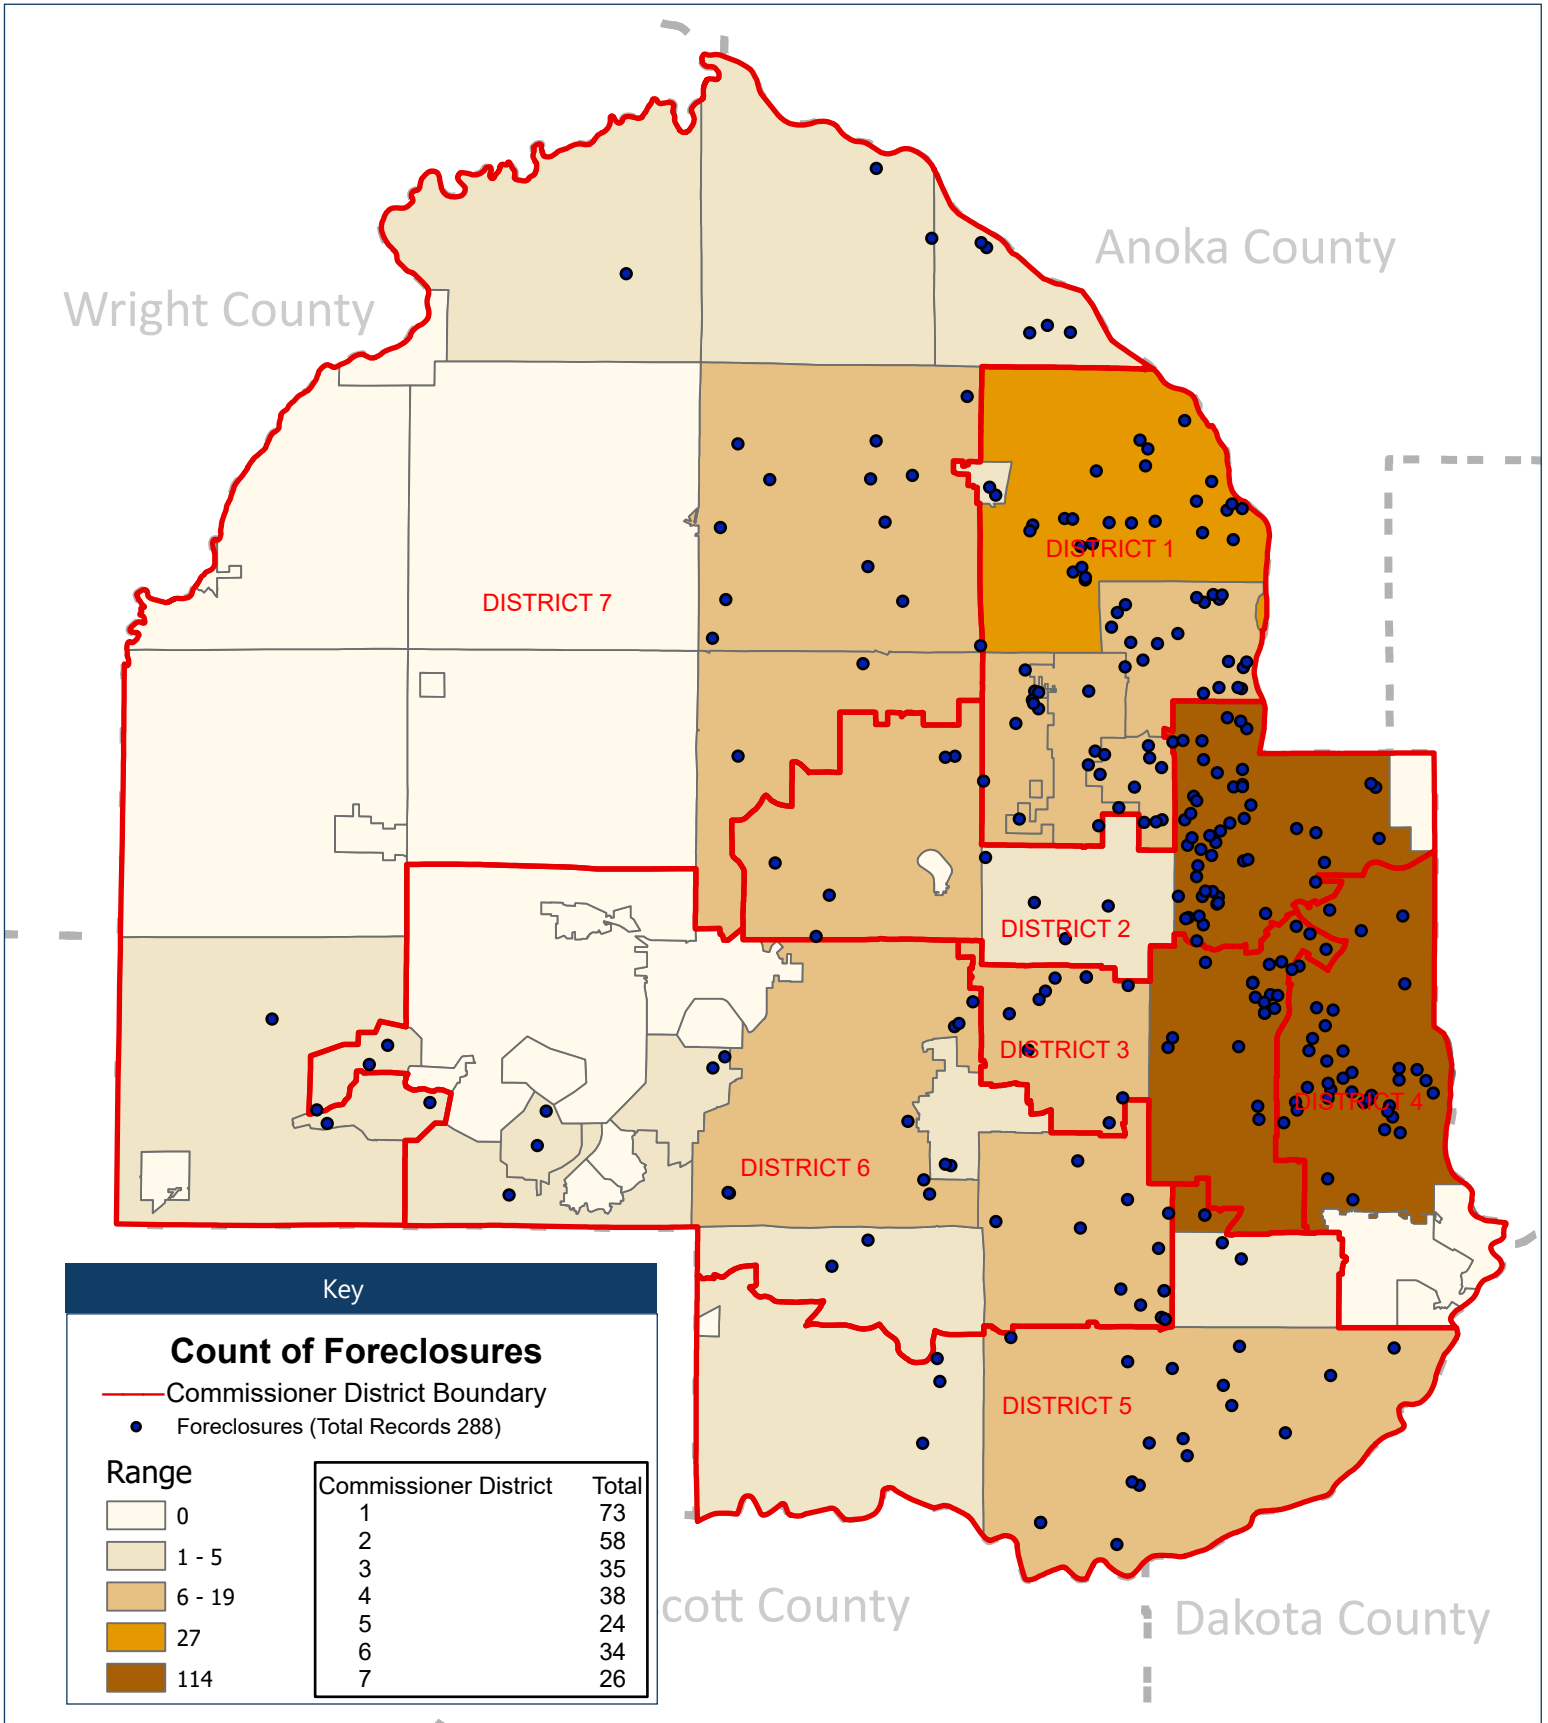 Anoka County
Wright County
DISTRICT 1
DISTRICT 7
DISTRICT 2
DISTRICT 3
DISTRICT 4
DISTRICT 6
DISTRICT 5
Key
Count of Foreclosures
Commissioner District Boundary
Foreclosures (Total Records 288)
Range
0
1 - 5
6 - 19
27
114
Commissioner District Total
1 73
2 58
3 35
4 38
5 24
6 34
7 26
cott County
Dakota County